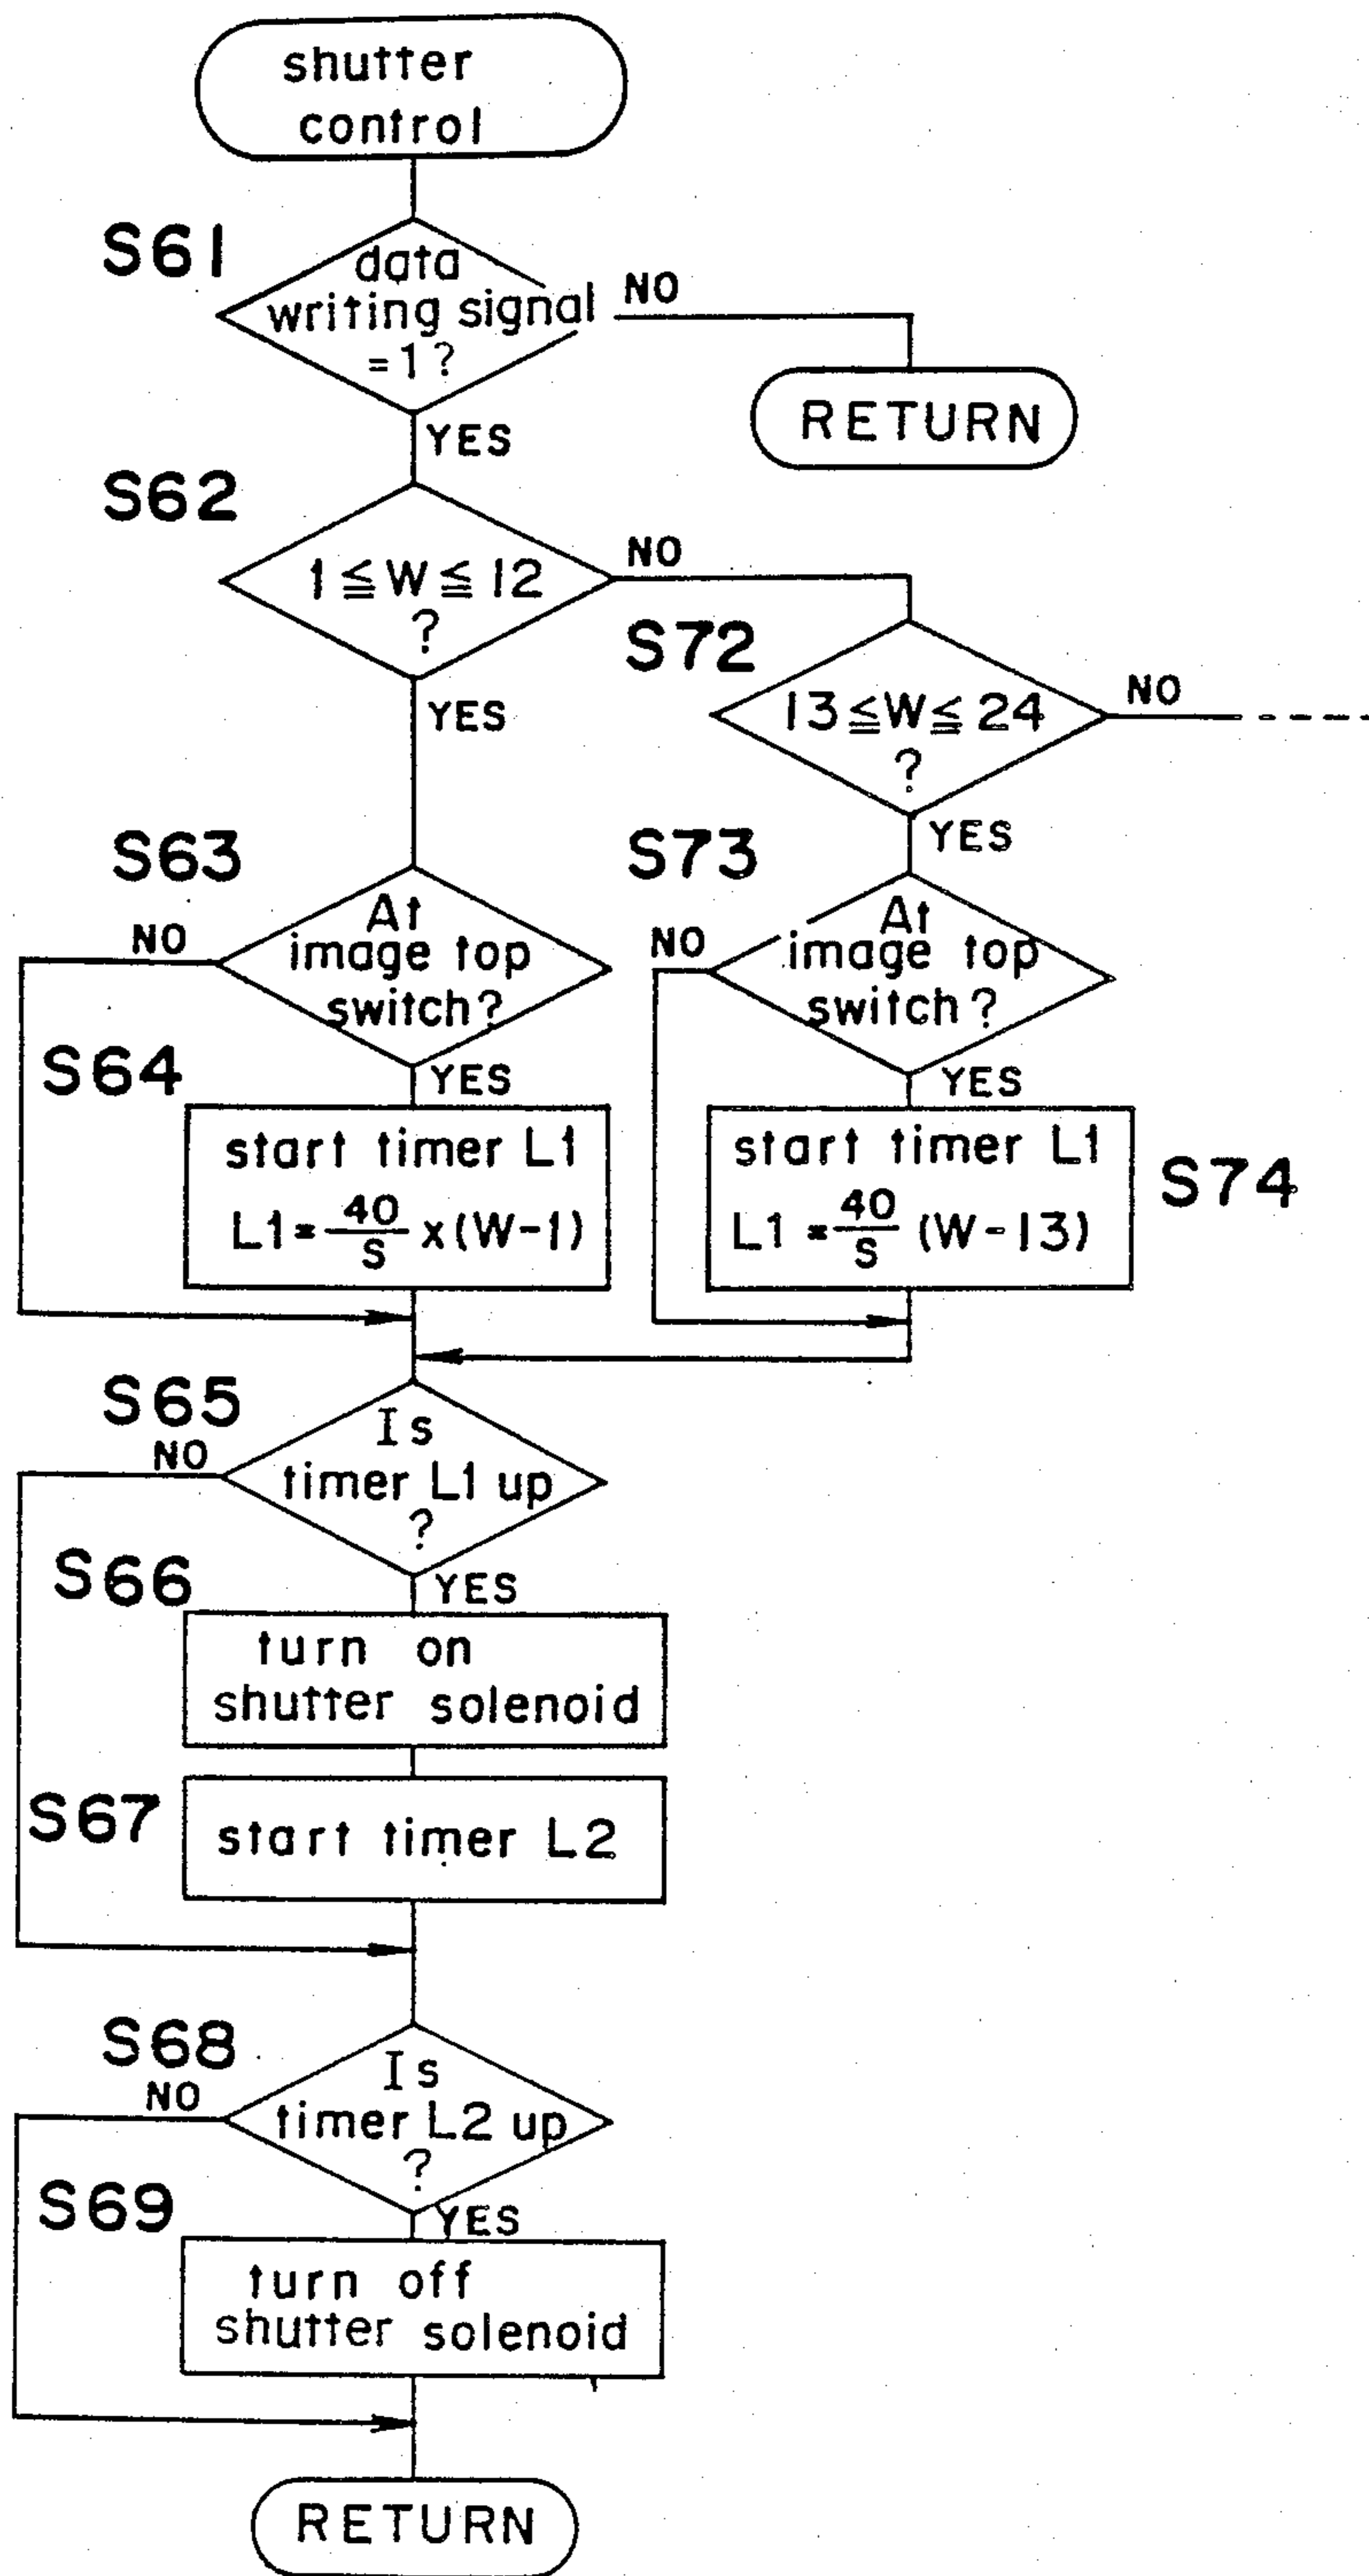 shutter
control
S61
data
writing signal
=1?
NO
RETURN
YES
S62
1≦W≦12
?
NO
YES
S72
13≦W≦24
?
NO
YES
S63
At
image top
switch?
NO
YES
S73
At
image top
switch?
NO
YES
S64
start timer L1
L1=40/S x(W-1)
start timer L1
L1=40/S (W-13)
S74
S65
Is
timer L1 up
?
NO
YES
S66
turn on
shutter solenoid
S67
start timer L2
S68
Is
timer L2 up
?
NO
YES
S69
turn off
shutter solenoid
RETURN